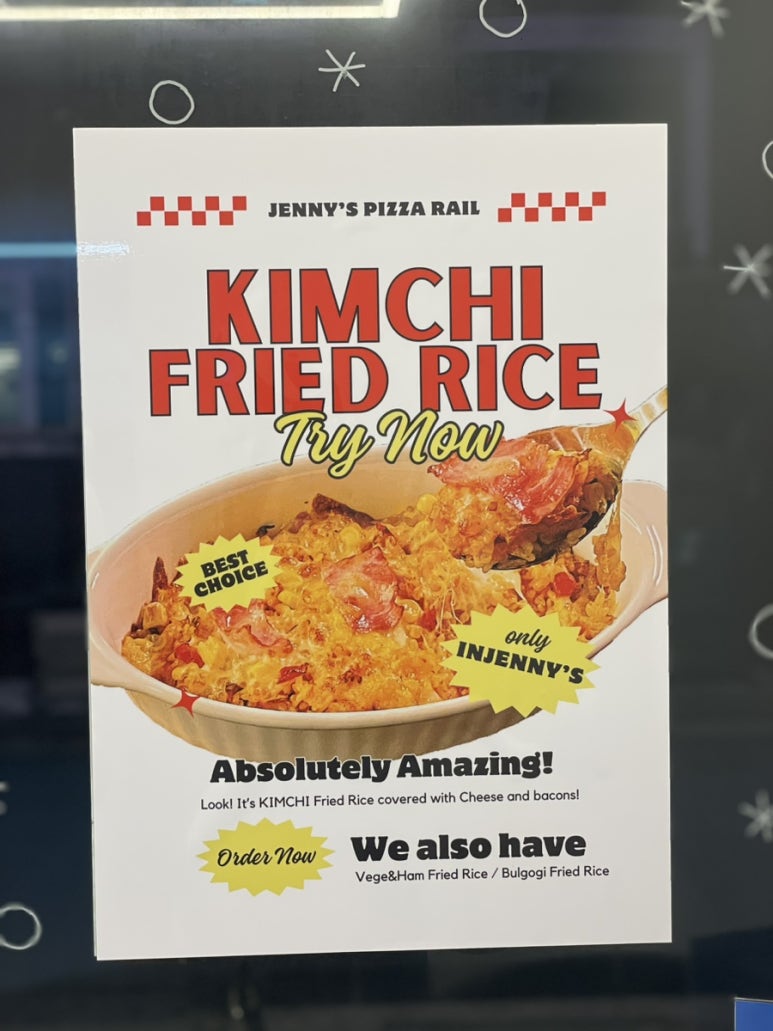 JENNY'S PIZZA RAIL
KIMCHI
FRIED RICE
Try Now
BEST
CHOICE
only
INJENNY'S
Absolutely Amazing!
Look! It's KIMCHI Fried Rice covered with Cheese and bacons!
Order Now
We also have
Vege&Ham Fried Rice / Bulgogi Fried Rice